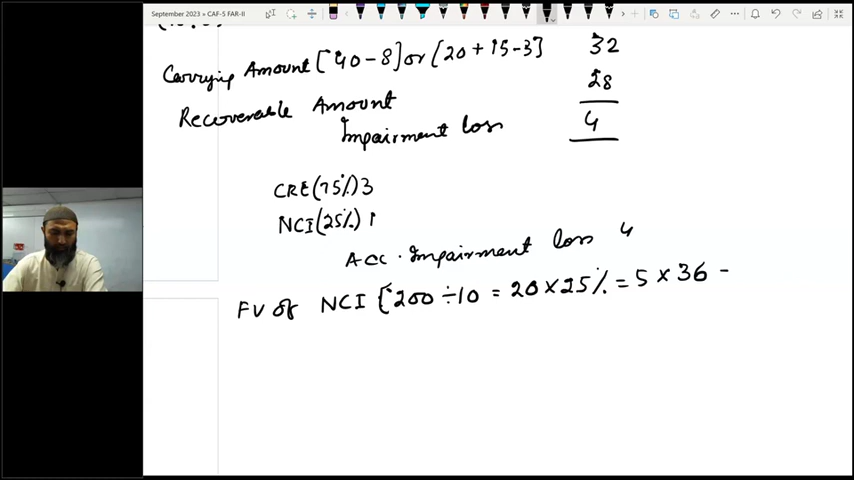 September 2023 » CAF-5 FAR-II
Carrying Amount [40-8] or [20+15-3] 32
Recoverable Amount 28
Impairment loss 4
CRE(75%) 3
NCI(25%) 1
Acc. Impairment loss 4
FV of NCI [200÷10 = 20 × 25% = 5 × 36 -